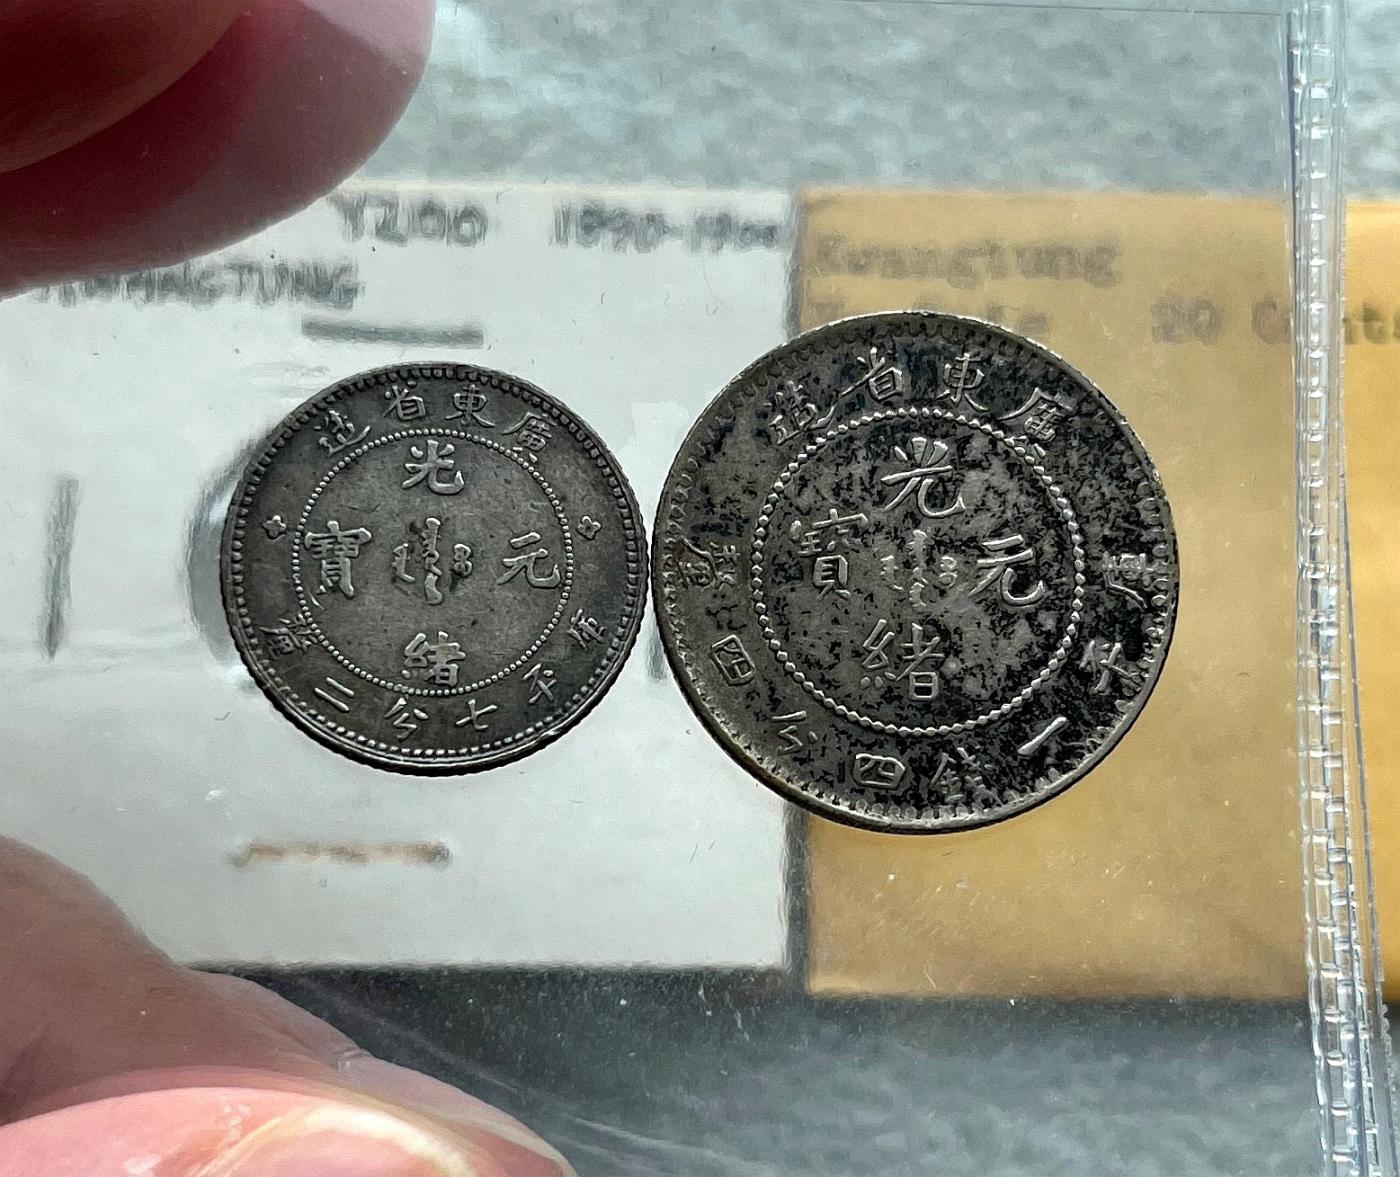 Y200 1890-1908
KWANGTUNG
廣東省造
光緒元寶
庫平七分二釐
Kwangtung
20 Cents
廣東省造
光緒元寶
庫平一錢四分四釐